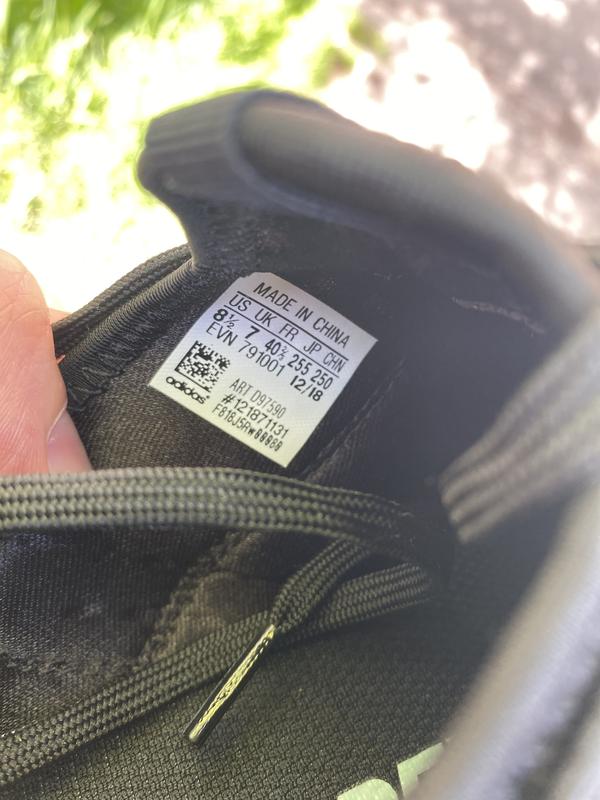 MADE IN CHINA
US UK FR JP CHN
8½ 7 40⅔ 255 250
EVN 791001 12/18
ART D97590
#121871131
adidas